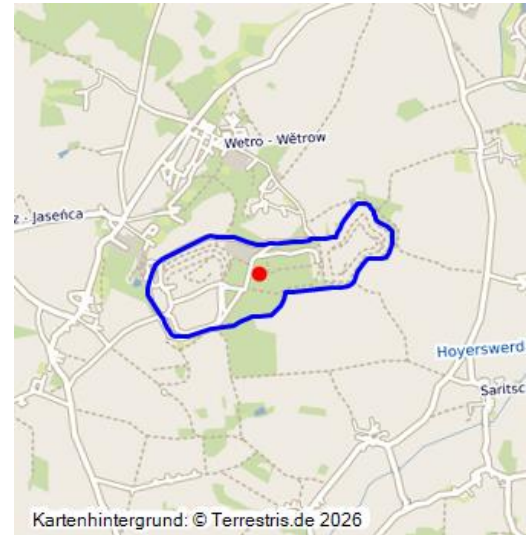 Wetro - Wětrow
z - Jaseńca
Hoyerswerd
Saritsc
Kartenhintergrund: © Terrestris.de 2026